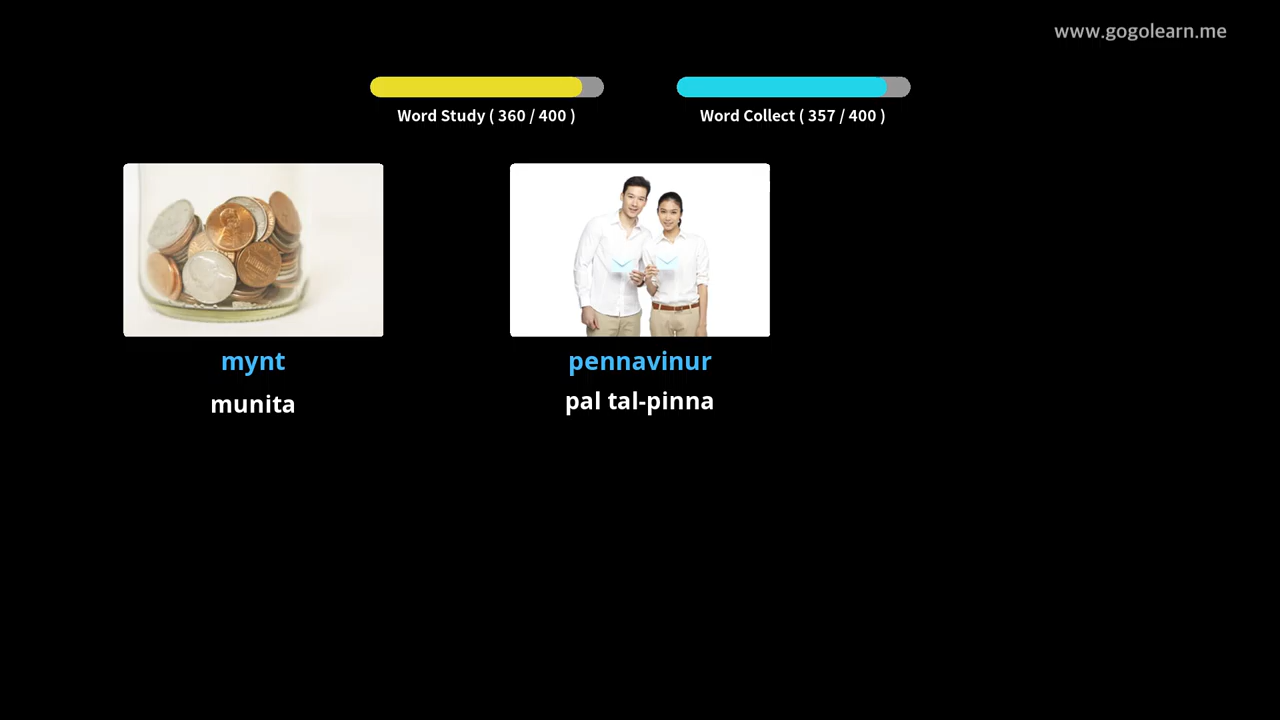 www.gogolearn.me
Word Study ( 360 / 400 )
Word Collect ( 357 / 400 )
mynt
munita
pennavinur
pal tal-pinna